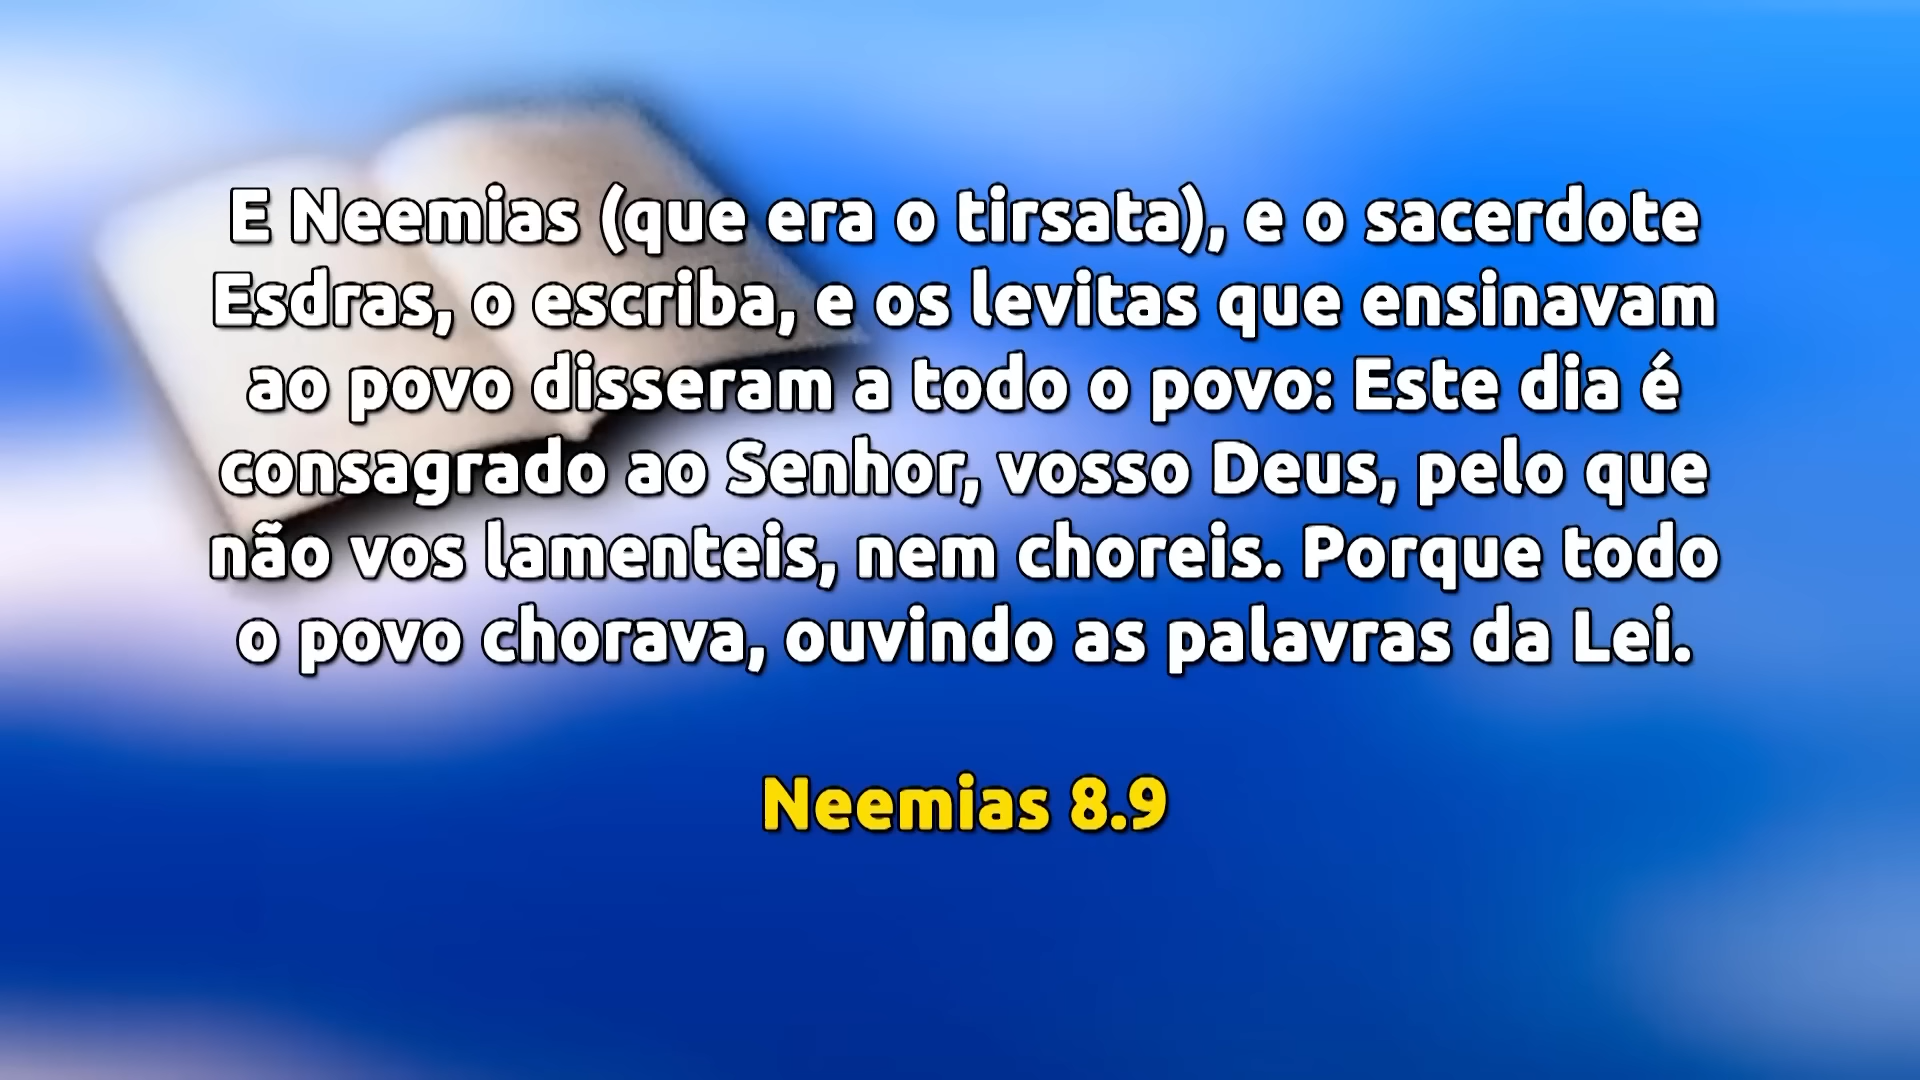 E Neemias (que era o tirsata), e o sacerdote
Esdras, o escriba, e os levitas que ensinavam
ao povo disseram a todo o povo: Este dia é
consagrado ao Senhor, vosso Deus, pelo que
não vos lamenteis, nem choreis. Porque todo
o povo chorava, ouvindo as palavras da Lei.
Neemias 8.9